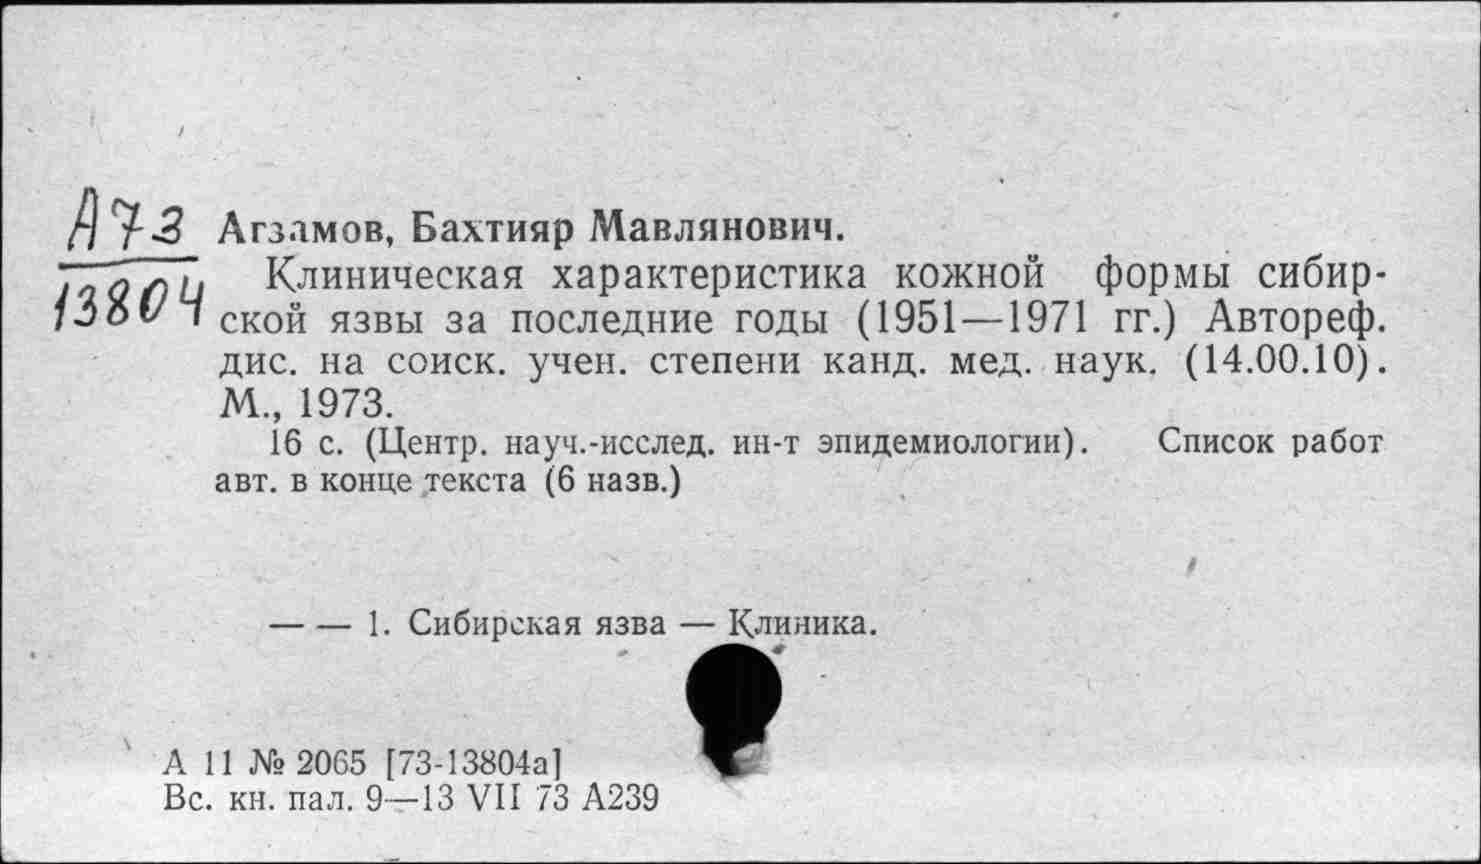 А73 Агзамов, Бахтияр Мавлянович.
13804 Клиническая характеристика кожной формы сибир-
ской язвы за последние годы (1951—1971 гг.) Автореф.
дис. на соиск. учен. степени канд. мед. наук. (14.00.10).
М., 1973.
16 с. (Центр. науч.-исслед. ин-т эпидемиологии). Список работ
авт. в конце текста (6 назв.)
— — 1. Сибирская язва — Клиника.
А 11 № 2065 [73-13804а]
Вс. кн. пал. 9—13 VII 73 А239